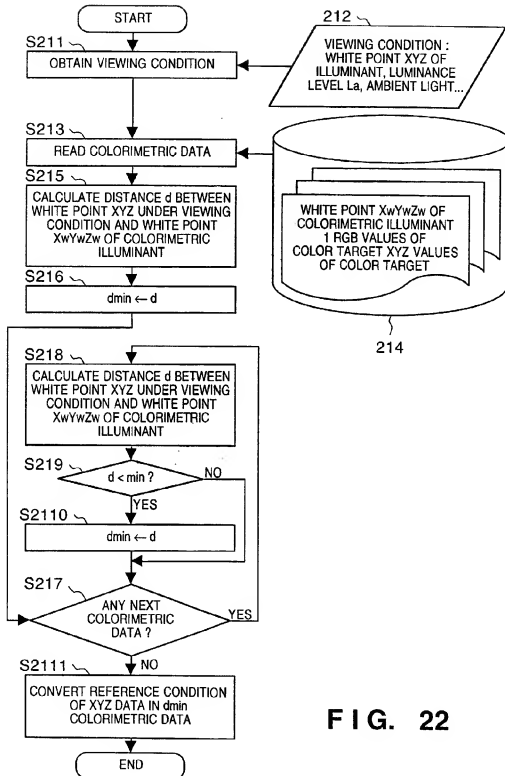 START
S211
OBTAIN VIEWING CONDITION
212
VIEWING CONDITION :
WHITE POINT XYZ OF
ILLUMINANT, LUMINANCE
LEVEL La, AMBIENT LIGHT...
S213
READ COLORIMETRIC DATA
S215
CALCULATE DISTANCE d BETWEEN
WHITE POINT XYZ UNDER VIEWING
CONDITION AND WHITE POINT
XwYwZw OF COLORIMETRIC
ILLUMINANT
WHITE POINT XwYwZw OF
COLORIMETRIC ILLUMINANT
1 RGB VALUES OF
COLOR TARGET XYZ VALUES
OF COLOR TARGET
214
S216
dmin ← d
S218
CALCULATE DISTANCE d BETWEEN
WHITE POINT XYZ UNDER VIEWING
CONDITION AND WHITE POINT
XwYwZw OF COLORIMETRIC
ILLUMINANT
S219
d < min ?
NO
YES
S2110
dmin ← d
S217
ANY NEXT
COLORIMETRIC
DATA ?
YES
NO
S2111
CONVERT REFERENCE CONDITION
OF XYZ DATA IN dmin
COLORIMETRIC DATA
END
FIG. 22